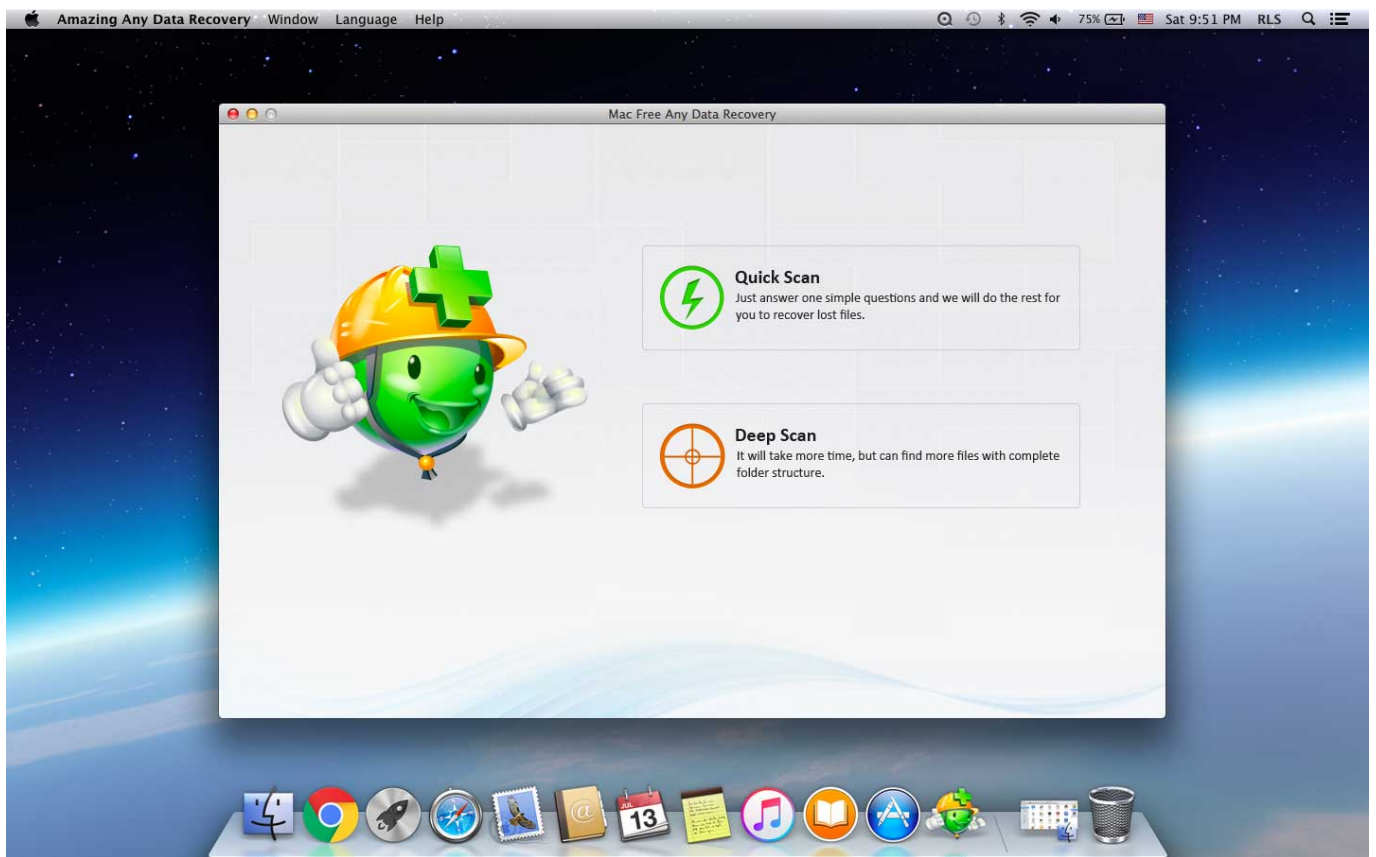 Amazing Any Data Recovery Window Language Help 75% Sat 9:51 PM RLS
Mac Free Any Data Recovery
Quick Scan
Just answer one simple questions and we will do the rest for
you to recover lost files.
Deep Scan
It will take more time, but can find more files with complete
folder structure.
JUL
13